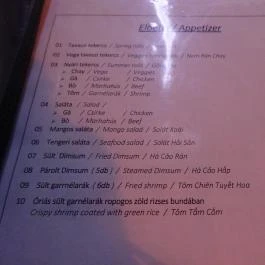 Előétel / Appetizer
01 Tavaszi tekercs / Spring rolls /
02 Vega tavaszi tekercs / Vegge spring rolls / Nem Rán Chay
03 Nyári tekercs / Summer rolls /
» Chay / Vega / Veggies
» Gà / Csirke / Chicken
» Bò / Marhahús / Beef
» Tôm / Garnélarák / Shrimp
04 Saláta / Salad /
» Gà / Csirke / Chicken
» Bò / Marhahús / Beef
05 Mangós saláta / Mango salad / Salát Xoài
06 Tengeri saláta / Seafood salad / Salát Hải Sản
07 Sült Dimsum / Fried Dimsum / Há Cảo Rán
08 Párolt Dimsum ( 5db ) / Steamed Dimsum / Há Cảo Hấp
09 Sült garnélarák ( 6db ) / Fried shrimp / Tôm Chiên Tuyết Hoa
10 Óriás sült garnélarák ropogós zöld rizses bundában
Crispy shrimp coated with green rice / Tôm Tẩm Cốm